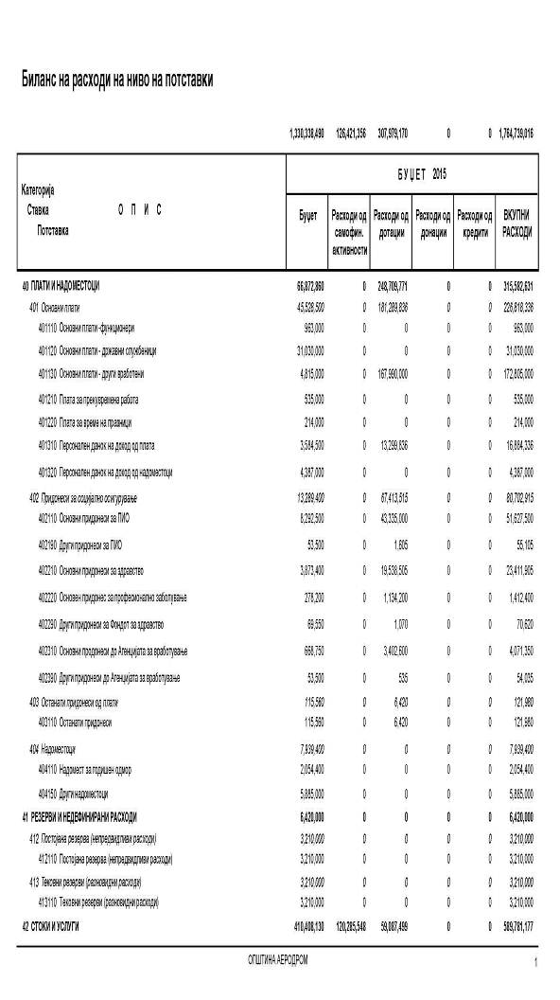 Биланс на расходи на ниво на потставки
1,330,338,490 126,421,356 307,979,170 0 0 1,764,739,016
БУЏЕТ 2015
Категорија
Ставка О П И С
Потставка
Буџет Расходи од Расходи од Расходи од Расходи од ВКУПНИ
самофин. дотации донации кредити РАСХОДИ
активности
40 ПЛАТИ И НАДОМЕСТОЦИ 66,872,860 0 248,709,771 0 0 315,582,631
401 Основни плати 45,528,500 0 181,289,836 0 0 226,818,336
401110 Основни плати -функционери 963,000 0 0 0 0 963,000
401120 Основни плати - државни службеници 31,030,000 0 0 0 0 31,030,000
401130 Основни плати - други вработени 4,815,000 0 167,990,000 0 0 172,805,000
401210 Плата за прекувремена работа 535,000 0 0 0 0 535,000
401220 Плата за време на празници 214,000 0 0 0 0 214,000
401310 Персонален данок на доход од плата 3,584,500 0 13,299,836 0 0 16,884,336
401320 Персонален данок на доход од надоместоци 4,387,000 0 0 0 0 4,387,000
402 Придонеси за социјално осигурување 13,289,400 0 67,413,515 0 0 80,702,915
402110 Основни придонеси за ПИО 8,292,500 0 43,335,000 0 0 51,627,500
402190 Други придонеси за ПИО 53,500 0 1,605 0 0 55,105
402210 Основни придонеси за здравство 3,873,400 0 19,538,505 0 0 23,411,905
402220 Основен придонес за професионално заболување 278,200 0 1,134,200 0 0 1,412,400
402290 Други придонеси за Фондот за здравство 69,550 0 1,070 0 0 70,620
402310 Основни продонеси до Агенцијата за вработување 668,750 0 3,402,600 0 0 4,071,350
402390 Други придонеси до Агенцијата за вработување 53,500 0 535 0 0 54,035
403 Останати придонеси од плати 115,560 0 6,420 0 0 121,980
403110 Останати придонеси 115,560 0 6,420 0 0 121,980
404 Надоместоци 7,939,400 0 0 0 0 7,939,400
404110 Надомест за годишен одмор 2,054,400 0 0 0 0 2,054,400
404150 Други надоместоци 5,885,000 0 0 0 0 5,885,000
41 РЕЗЕРВИ И НЕДЕФИНИРАНИ РАСХОДИ 6,420,000 0 0 0 0 6,420,000
412 Постојана резерва (непредвидливи расходи) 3,210,000 0 0 0 0 3,210,000
412110 Постојана резерва (непредвидливи расходи) 3,210,000 0 0 0 0 3,210,000
413 Тековни резерви (разновидни расходи) 3,210,000 0 0 0 0 3,210,000
413110 Тековни резерви (разновидни расходи) 3,210,000 0 0 0 0 3,210,000
42 СТОКИ И УСЛУГИ 410,408,130 120,285,548 59,087,499 0 0 589,781,177
ОПШТИНА АЕРОДРОМ 1